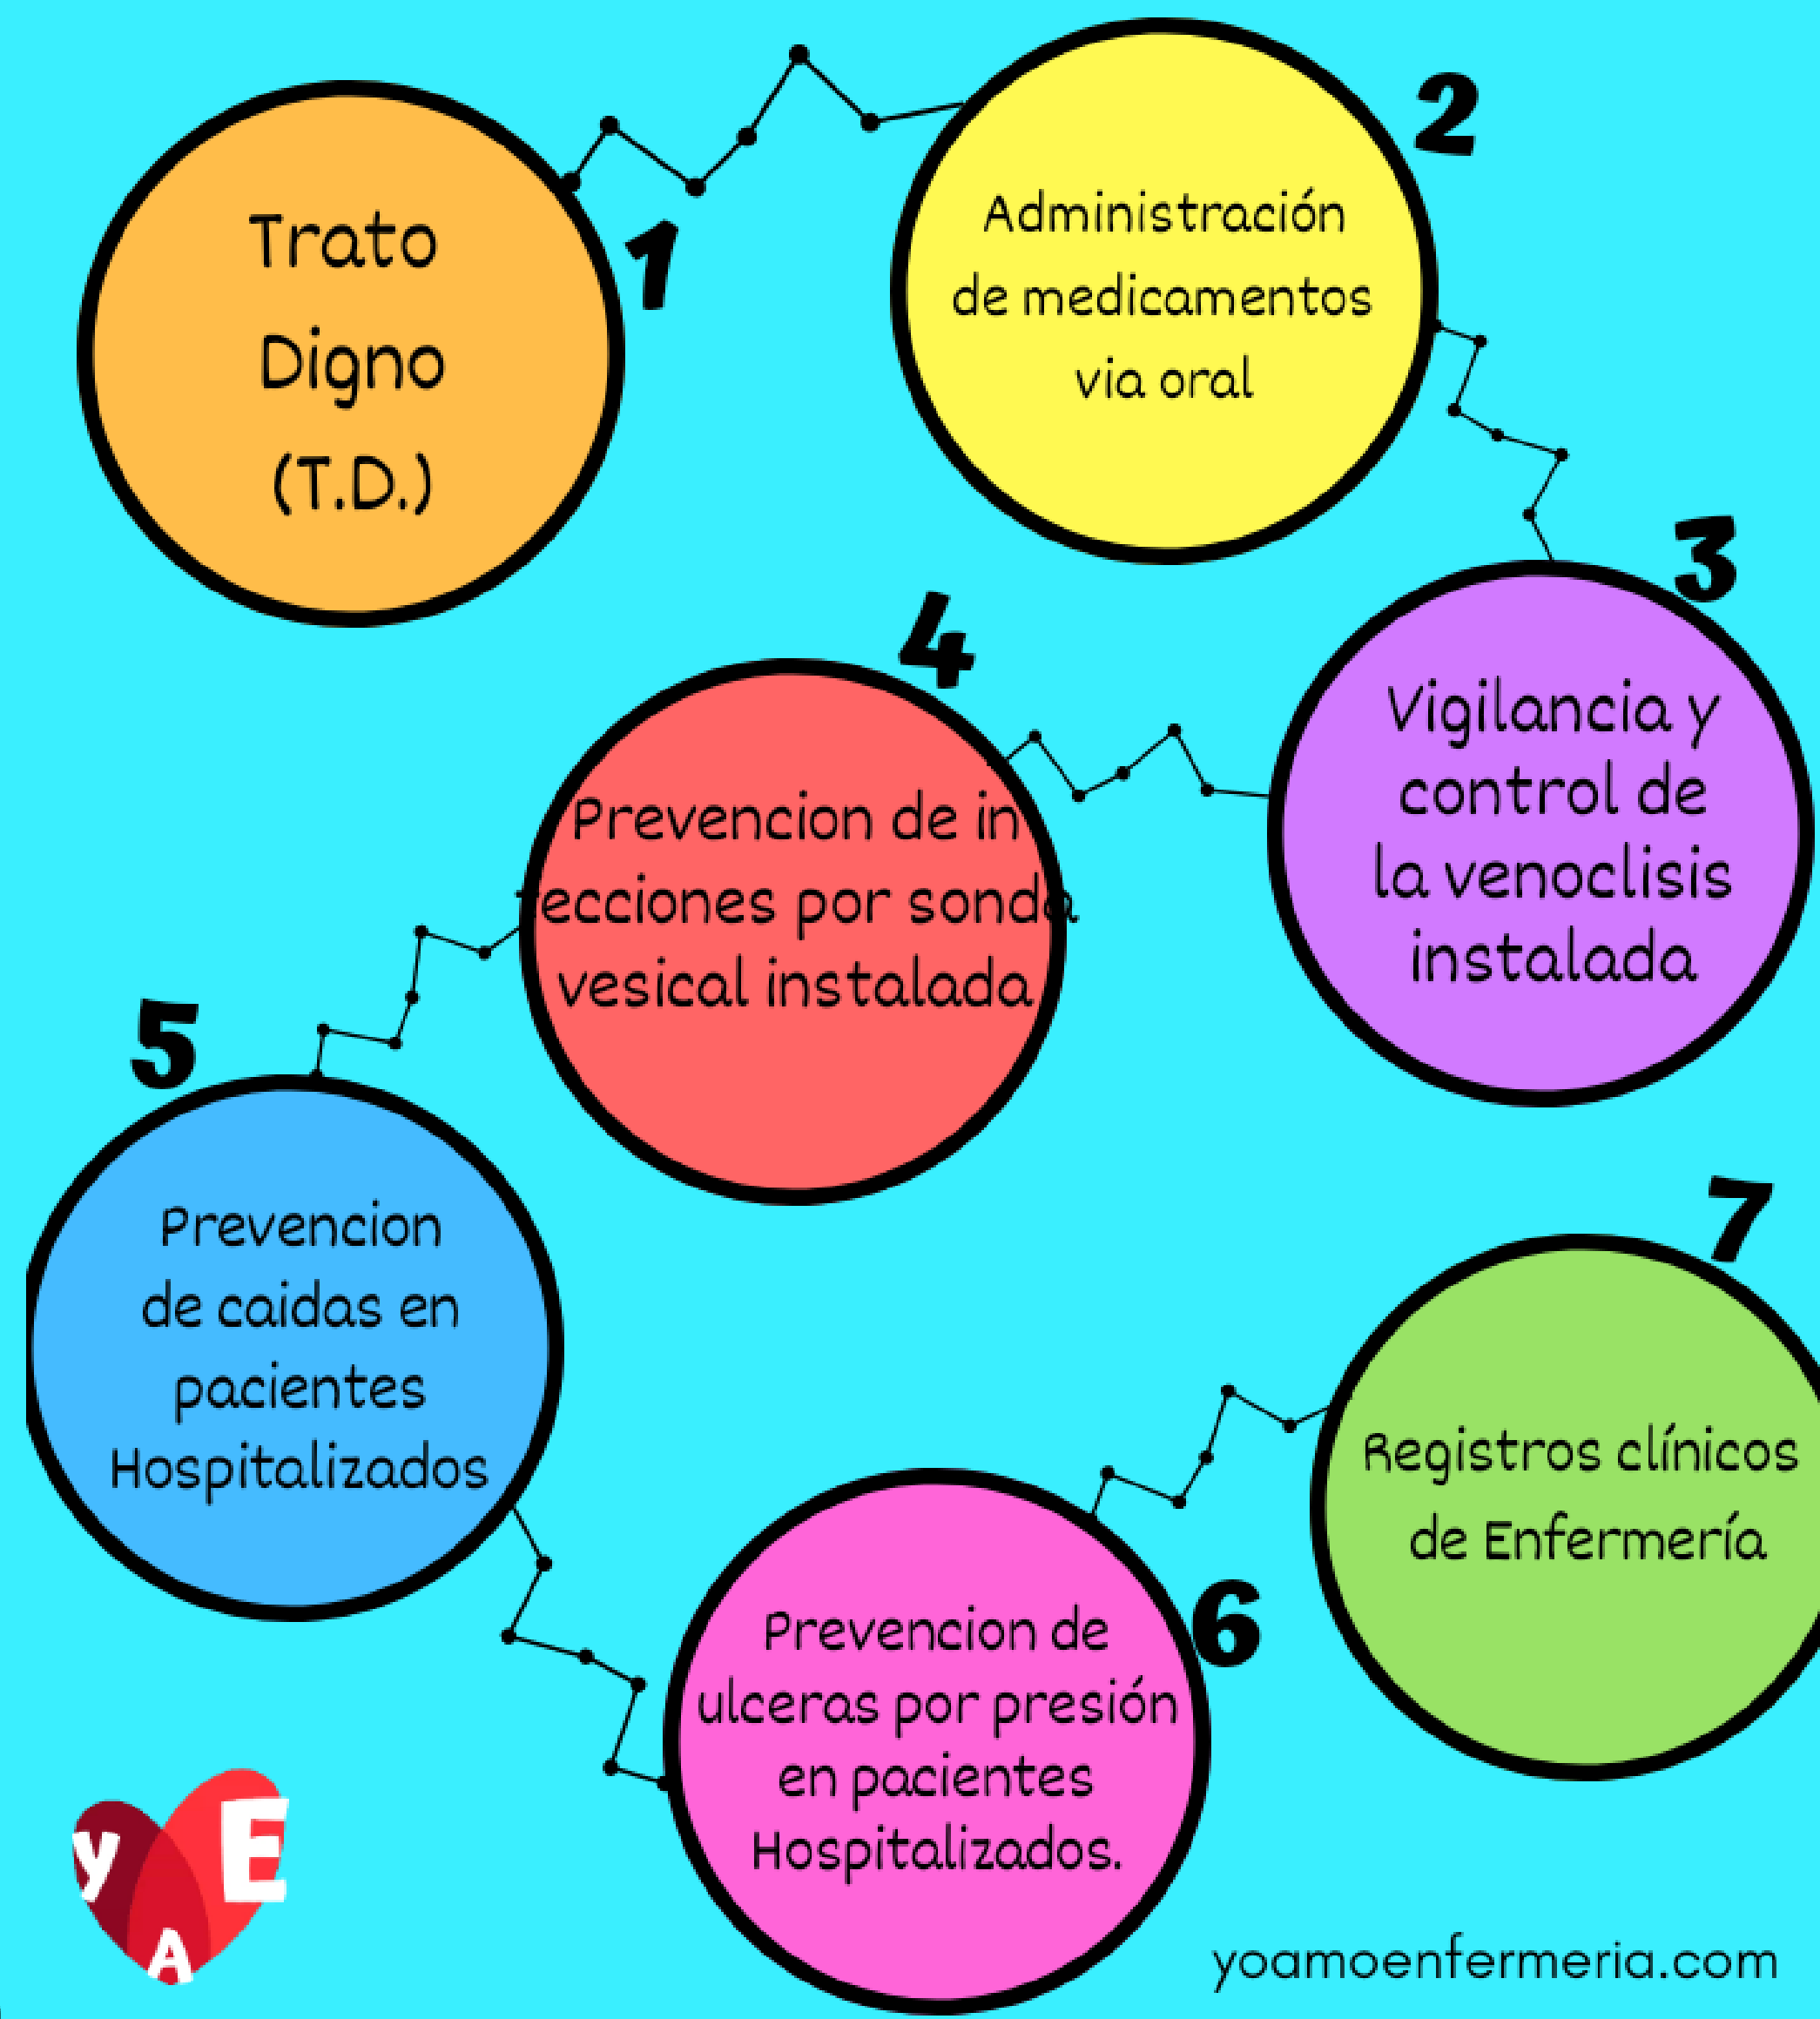 1
Trato
Digno
(T.D.)
2
Administración
de medicamentos
via oral
3
Vigilancia y
control de
la venoclisis
instalada
4
Prevencion de in
fecciones por sonda
vesical instalada
5
Prevencion
de caidas en
pacientes
Hospitalizados
6
Prevencion de
ulceras por presión
en pacientes
Hospitalizados.
7
Registros clínicos
de Enfermería
y E
A
yoamoenfermeria.com